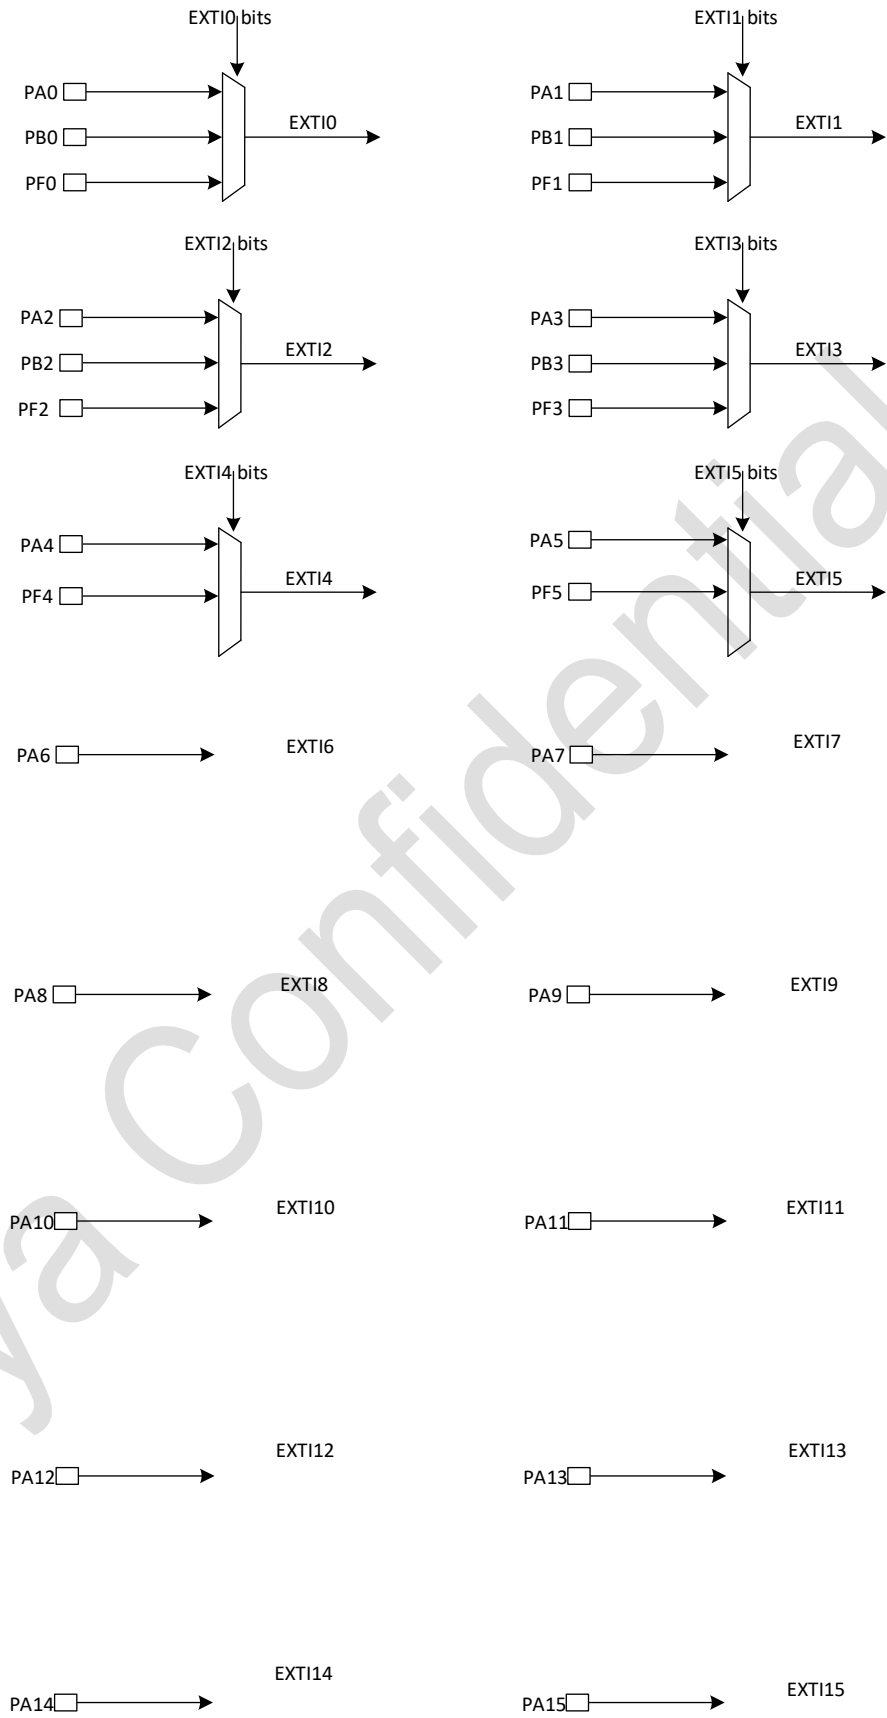 EXTI0 bits
PA0
PB0
PF0
EXTI0
EXTI1 bits
PA1
PB1
PF1
EXTI1
EXTI2 bits
PA2
PB2
PF2
EXTI2
EXTI3 bits
PA3
PB3
PF3
EXTI3
EXTI4 bits
PA4
PF4
EXTI4
EXTI5 bits
PA5
PF5
EXTI5
PA6
EXTI6
PA7
EXTI7
PA8
EXTI8
PA9
EXTI9
PA10
EXTI10
PA11
EXTI11
PA12
EXTI12
PA13
EXTI13
PA14
EXTI14
PA15
EXTI15
ya Confidential